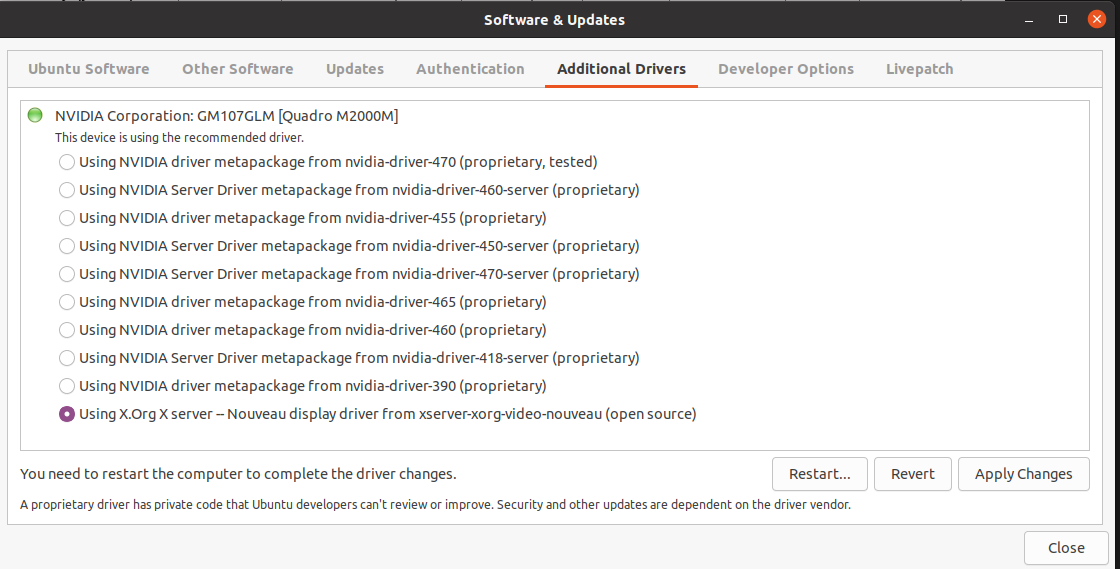 Software & Updates
Ubuntu Software Other Software Updates Authentication Additional Drivers Developer Options Livepatch
NVIDIA Corporation: GM107GLM [Quadro M2000M]
This device is using the recommended driver.
Using NVIDIA driver metapackage from nvidia-driver-470 (proprietary, tested)
Using NVIDIA Server Driver metapackage from nvidia-driver-460-server (proprietary)
Using NVIDIA driver metapackage from nvidia-driver-455 (proprietary)
Using NVIDIA Server Driver metapackage from nvidia-driver-450-server (proprietary)
Using NVIDIA Server Driver metapackage from nvidia-driver-470-server (proprietary)
Using NVIDIA driver metapackage from nvidia-driver-465 (proprietary)
Using NVIDIA driver metapackage from nvidia-driver-460 (proprietary)
Using NVIDIA Server Driver metapackage from nvidia-driver-418-server (proprietary)
Using NVIDIA driver metapackage from nvidia-driver-390 (proprietary)
Using X.Org X server -- Nouveau display driver from xserver-xorg-video-nouveau (open source)
You need to restart the computer to complete the driver changes. Restart... Revert Apply Changes
A proprietary driver has private code that Ubuntu developers can't review or improve. Security and other updates are dependent on the driver vendor.
Close